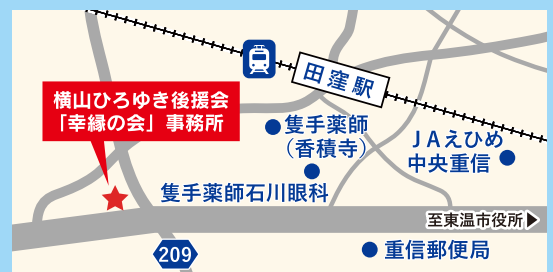 田窪駅
横山ひろゆき後援会
「幸縁の会」事務所
隻手薬師
（香積寺）
JAえひめ
中央重信
隻手薬師石川眼科
至東温市役所▶
209
重信郵便局